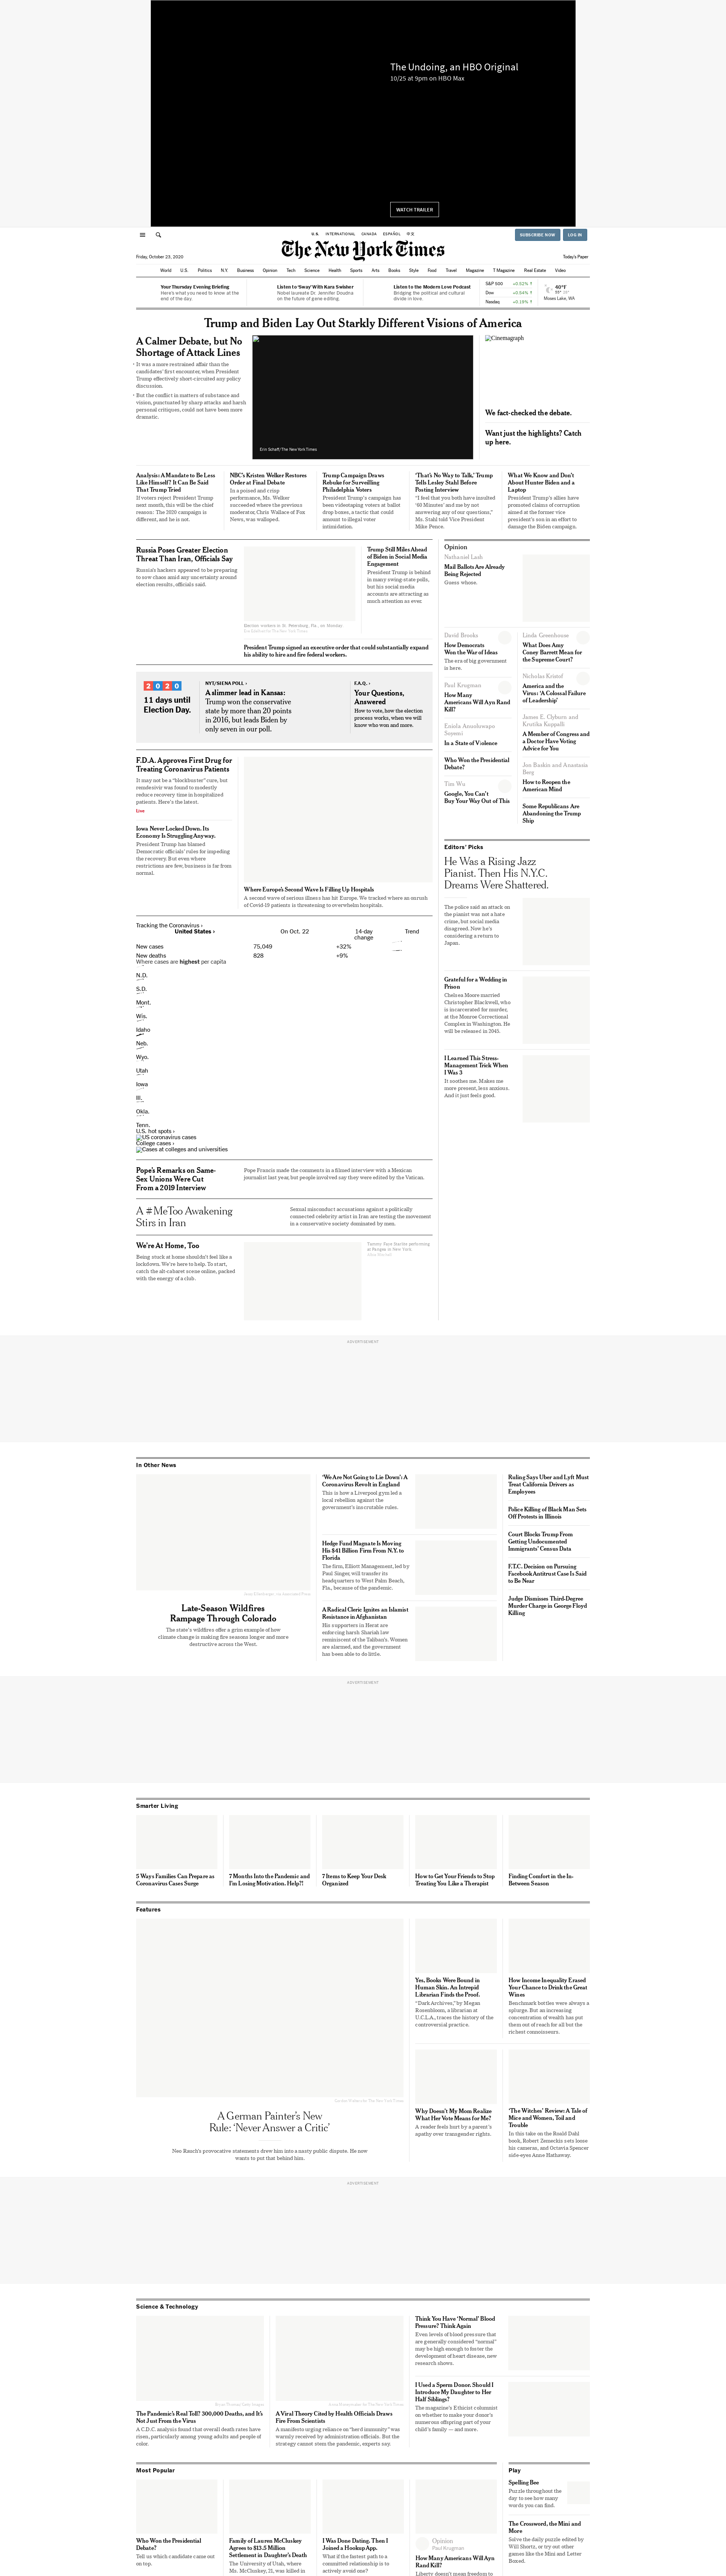 The Undoing, an HBO Original
10/25 at 9pm on HBO Max
WATCH TRAILER
U.S.
INTERNATIONAL
CANADA
ESPAÑOL
中文
SUBSCRIBE NOW
LOG IN
The New York Times
Friday, October 23, 2020
Today's Paper
World
U.S.
Politics
N.Y.
Business
Opinion
Tech
Science
Health
Sports
Arts
Books
Style
Food
Travel
Magazine
T Magazine
Real Estate
Video
Your Thursday Evening Briefing
Here's what you need to know at the
end of the day.
Listen to 'Sway' With Kara Swisher
Nobel laureate Dr. Jennifer Doudna
on the future of gene editing.
Listen to the Modern Love Podcast
Bridging the political and cultural
divide in love.
S&P 500 +0.52% ↑
Dow +0.54% ↑
Nasdaq +0.19% ↑
40°F
Moses Lake, WA
Trump and Biden Lay Out Starkly Different Visions of America
A Calmer Debate, but No
Shortage of Attack Lines
It was a more restrained affair than the
candidates' first encounter, when President
Trump effectively short-circuited any policy
discussion.
But the conflict in matters of substance and
vision, punctuated by sharp attacks and harsh
personal critiques, could not have been more
dramatic.
Erin Schaff/The New York Times
Cinemagraph
We fact-checked the debate.
Want just the highlights? Catch
up here.
Analysis: A Mandate to Be Less
Like Himself? It Can Be Said
That Trump Tried
If voters reject President Trump
next month, this will be the chief
reason: The 2020 campaign is
different, and he is not.
NBC's Kristen Welker Restores
Order at Final Debate
In a poised and crisp
performance, Ms. Welker
succeeded where the previous
moderator, Chris Wallace of Fox
News, was walloped.
Trump Campaign Draws
Rebuke for Surveilling
Philadelphia Voters
President Trump's campaign has
been videotaping voters at ballot
drop boxes, a tactic that could
amount to illegal voter
intimidation.
'That's No Way to Talk,' Trump
Tells Lesley Stahl Before
Posting Interview
"I feel that you both have insulted
'60 Minutes' and me by not
answering any of our questions,"
Ms. Stahl told Vice President
Mike Pence.
What We Know and Don't
About Hunter Biden and a
Laptop
President Trump's allies have
promoted claims of corruption
aimed at the former vice
president's son in an effort to
damage the Biden campaign.
Russia Poses Greater Election
Threat Than Iran, Officials Say
Russia's hackers appeared to be preparing
to sow chaos amid any uncertainty around
election results, officials said.
Election workers in St. Petersburg, Fla., on Monday.
Trump Still Miles Ahead
of Biden in Social Media
Engagement
President Trump is behind
in many swing-state polls,
but his social media
accounts are attracting as
much attention as ever.
President Trump signed an executive order that could substantially expand
his ability to hire and fire federal workers.
2020
11 days until
Election Day.
NYT/SIENA POLL ›
A slimmer lead in Kansas:
Trump won the conservative
state by more than 20 points
in 2016, but leads Biden by
only seven in our poll.
F.A.Q. ›
Your Questions,
Answered
How to vote, how the election
process works, when we will
know who won and more.
F.D.A. Approves First Drug for
Treating Coronavirus Patients
It may not be a "blockbuster" cure, but
remdesivir was found to modestly
reduce recovery time in hospitalized
patients. Here's the latest.
LIVE
Iowa Never Locked Down. Its
Economy Is Struggling Anyway.
President Trump has blamed
Democratic officials' rules for impeding
the recovery. But even where
restrictions are few, business is far from
normal.
Where Europe's Second Wave Is Filling Up Hospitals
A second wave of serious illness has hit Europe. We tracked where an onrush
of Covid-19 patients is threatening to overwhelm hospitals.
Tracking the Coronavirus ›
United States › On Oct. 22 14-day change Trend
New cases 75,049 +32%
New deaths 828 +9%
Where cases are highest per capita
N.D.
S.D.
Mont.
Wis.
Idaho
Neb.
Wyo.
Utah
Iowa
Ill.
Okla.
Tenn.
U.S. hot spots ›
US coronavirus cases
College cases ›
Cases at colleges and universities
Pope's Remarks on Same-
Sex Unions Were Cut
From a 2019 Interview
Pope Francis made the comments in a filmed interview with a Mexican
journalist last year, but people involved say they were edited by the Vatican.
A #MeToo Awakening
Stirs in Iran
Sexual misconduct accusations against a politically
connected celebrity artist in Iran are testing the movement
in a conservative society dominated by men.
We're At Home, Too
Being stuck at home shouldn't feel like a
lockdown. We're here to help. To start,
catch the alt-cabaret scene online, packed
with the energy of a club.
Tammy Faye Starlite performing
at Pangea in New York.
Opinion
Nathaniel Lash
Mail Ballots Are Already
Being Rejected
Guess whose.
David Brooks
How Democrats
Won the War of Ideas
The era of big government
is here.
Paul Krugman
How Many
Americans Will Ayn Rand
Kill?
Eniola Anuoluwapo
Soyemi
In a State of Violence
Who Won the Presidential
Debate?
Tim Wu
Google, You Can't
Buy Your Way Out of This
Linda Greenhouse
What Does Amy
Coney Barrett Mean for
the Supreme Court?
Nicholas Kristof
America and the
Virus: 'A Colossal Failure
of Leadership'
James E. Clyburn and
Kritika Kappelli
A Member of Congress and
a Doctor Have Voting
Advice for You
Jen Baskin and Anastasia
Berg
How to Reopen the
American Mind
Some Republicans Are
Abandoning the Trump
Ship
Editors' Picks
He Was a Rising Jazz
Pianist. Then His N.Y.C.
Dreams Were Shattered.
The police said an attack on
the pianist was not a hate
crime, but social media
disagreed. Now he's
considering a return to
Japan.
Grateful for a Wedding in
Prison
Chelsea Moore married
Christopher Blackwell, who
is incarcerated for murder,
at the Monroe Correctional
Complex in Washington. He
will be released in 2045.
I Learned This Stress-
Management Trick When
I Was 3
It soothes me. Makes me
more present, less anxious.
And it just feels good.
ADVERTISEMENT
In Other News
Late-Season Wildfires
Rampage Through Colorado
The state's wildfires offer a grim example of how
climate change is making fire seasons longer and more
destructive across the West.
'We Are Not Going to Lie Down': A
Coronavirus Revolt in England
This is how a Liverpool gym led a
local rebellion against the
government's inscrutable rules.
Hedge Fund Magnate Is Moving
His $41 Billion Firm From N.Y. to
Florida
The firm, Elliott Management, led by
Paul Singer, will transfer its
headquarters to West Palm Beach,
Fla., because of the pandemic.
A Radical Cleric Ignites an Islamist
Resistance in Afghanistan
His supporters in Herat are
enforcing harsh Shariah law
reminiscent of the Taliban's. Women
are alarmed, and the government
has been able to do little.
Ruling Says Uber and Lyft Must
Treat California Drivers as
Employees
Police Killing of Black Man Sets
Off Protests in Illinois
Court Blocks Trump From
Getting Undocumented
Immigrants' Census Data
F.T.C. Decision on Pursuing
Facebook Antitrust Case Is Said
to Be Near
Judge Dismisses Third-Degree
Murder Charge in George Floyd
Killing
ADVERTISEMENT
Smarter Living
5 Ways Families Can Prepare as
Coronavirus Cases Surge
7 Months Into the Pandemic and
I'm Losing Motivation. Help?!
7 Items to Keep Your Desk
Organized
How to Get Your Friends to Stop
Treating You Like a Therapist
Finding Comfort in the In-
Between Season
Features
A German Painter's New
Rule: 'Never Answer a Critic'
Neo Rauch's provocative statements drew him into a nasty public dispute. He now
wants to put that behind him.
Yes, Books Were Bound in
Human Skin. An Intrepid
Librarian Finds the Proof.
"Dark Archives," by Megan
Rosenbloom, a librarian at
U.C.L.A., traces the history of the
controversial practice.
How Income Inequality Erased
Your Chance to Drink the Great
Wines
Benchmark bottles were always a
splurge. But an increasing
concentration of wealth has put
them out of reach for all but the
richest connoisseurs.
Why Doesn't My Mom Realize
What Her Vote Means for Me?
A reader feels hurt by a parent's
apathy over transgender rights.
'The Witches' Review: A Tale of
Mice and Women, Toil and
Trouble
In this take on the Roald Dahl
book, Robert Zemeckis sets loose
his cameras, and Octavia Spencer
side-eyes Anne Hathaway.
ADVERTISEMENT
Science & Technology
The Pandemic's Real Toll? 300,000 Deaths, and It's
Not Just From the Virus
A C.D.C. analysis found that overall death rates have
risen, particularly among young adults and people of
color.
A Viral Theory Cited by Health Officials Draws
Fire From Scientists
A manifesto urging reliance on "herd immunity" was
warmly received by administration officials. But the
strategy cannot stem the pandemic, experts say.
Think You Have 'Normal' Blood
Pressure? Think Again
Even levels of blood pressure that
are generally considered "normal"
may be high enough to foster the
development of heart disease, new
research shows.
I Used a Sperm Donor. Should I
Introduce My Daughter to Her
Half Siblings?
The magazine's Ethicist columnist
on whether to make your donor's
numerous offspring part of your
child's family — and more.
Most Popular
Who Won the Presidential
Debate?
Tell us which candidate came out
on top.
Family of Lauren McCluskey
Agrees to $13.5 Million
Settlement in Daughter's Death
The University of Utah, where
Ms. McCluskey, 21, was killed in
I Was Done Dating. Then I
Joined a Hookup App.
What if the fastest path to a
committed relationship is to
actively avoid one?
Opinion
Paul Krugman
How Many Americans Will Ayn
Rand Kill?
Liberty doesn't mean freedom to
Play
Spelling Bee
Puzzle throughout the
day to see how many
words you can find.
The Crossword, the Mini and
More
Solve the daily puzzle edited by
Will Shortz, or try out other
games like the Mini and Letter
Boxed.